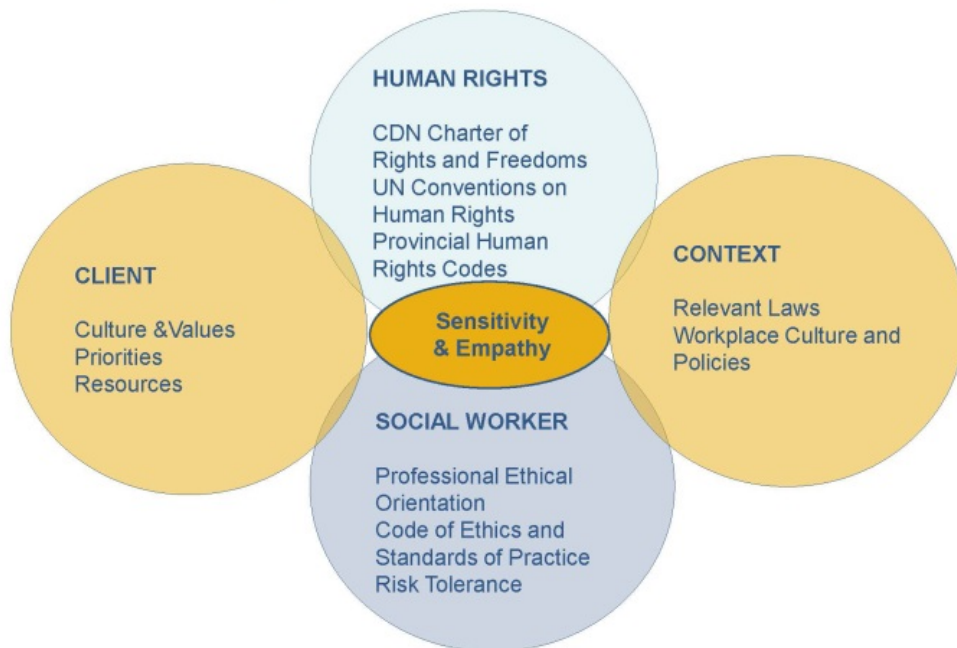 HUMAN RIGHTS
CDN Charter of
Rights and Freedoms
UN Conventions on
Human Rights
Provincial Human
Rights Codes
CLIENT
Culture &Values
Priorities
Resources
Sensitivity
& Empathy
CONTEXT
Relevant Laws
Workplace Culture and
Policies
SOCIAL WORKER
Professional Ethical
Orientation
Code of Ethics and
Standards of Practice
Risk Tolerance